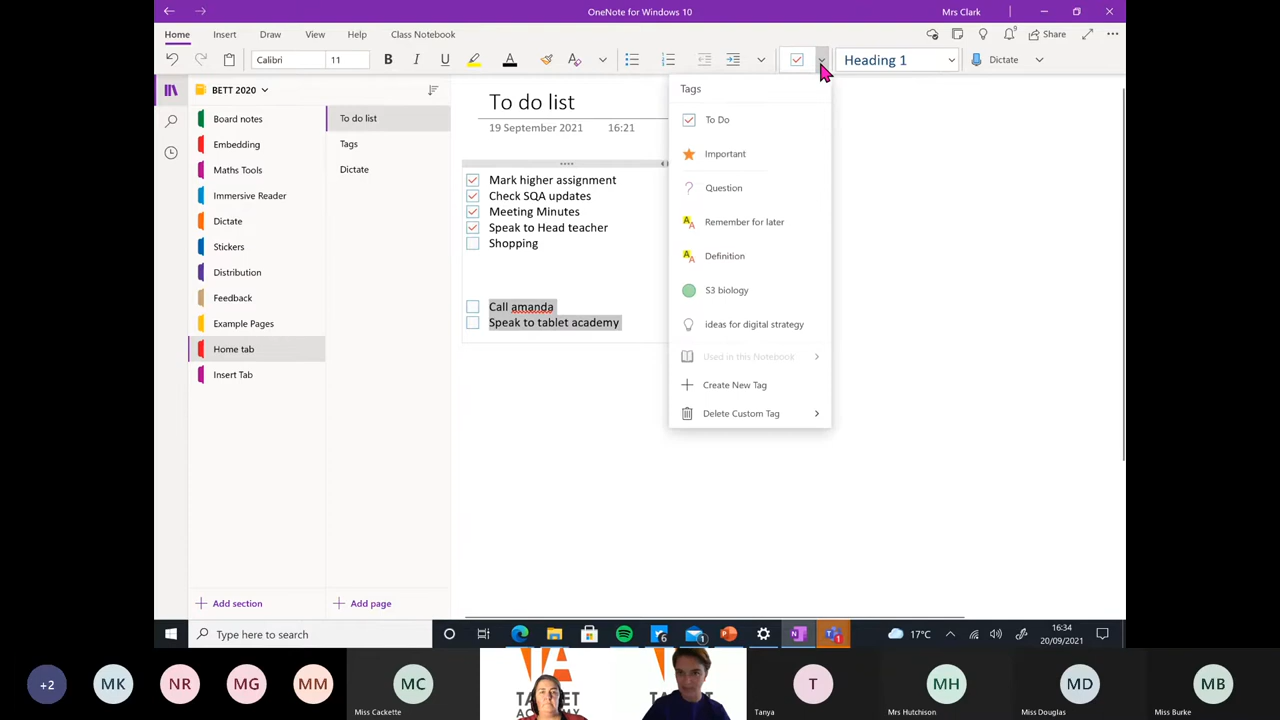 OneNote for Windows 10
Mrs Clark
Home
Insert
Draw
View
Help
Class Notebook
Share
Calibri
11
B
I
U
A
Heading 1
Dictate
BETT 2020
Board notes
Embedding
Maths Tools
Immersive Reader
Dictate
Stickers
Distribution
Feedback
Example Pages
Home tab
Insert Tab
Add section
To do list
Tags
Dictate
Add page
To do list
19 September 2021
16:21
Mark higher assignment
Check SQA updates
Meeting Minutes
Speak to Head teacher
Shopping
Call amanda
Speak to tablet academy
Tags
To Do
Important
Question
Remember for later
Definition
S3 biology
ideas for digital strategy
Used in this Notebook
Create New Tag
Delete Custom Tag
Type here to search
17°C
16:34
20/09/2021
+2
MK
NR
MG
MM
MC
Miss Cackette
T
Tanya
MH
Mrs Hutchison
MD
Miss Douglas
MB
Miss Burke